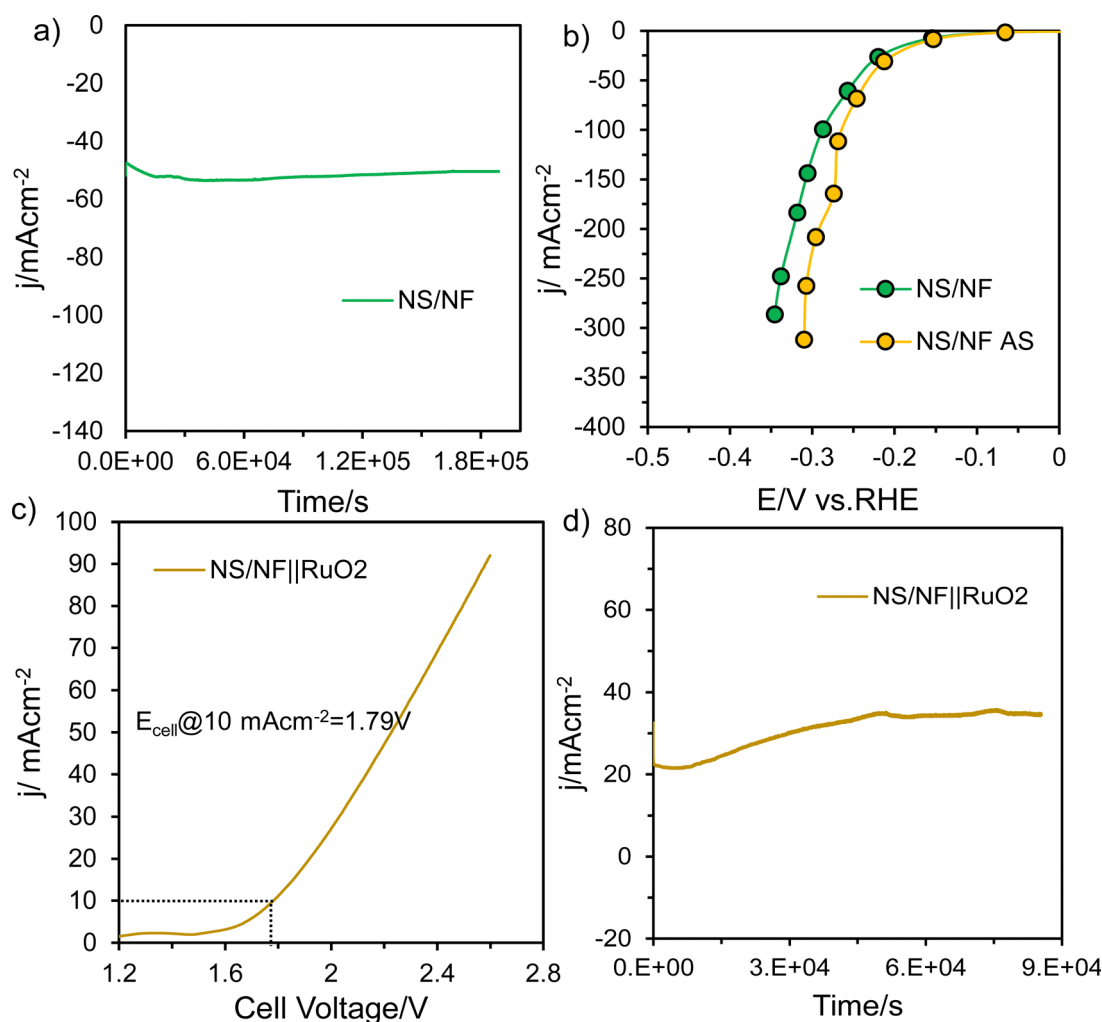 a)
0
-20
-40
-60
-80
-100
-120
-140
j/mAcm⁻²
NS/NF
0.0E+00 6.0E+04 1.2E+05 1.8E+05
Time/s
b)
0
-50
-100
-150
-200
-250
-300
-350
-400
j/ mAcm⁻²
NS/NF
NS/NF AS
-0.5 -0.4 -0.3 -0.2 -0.1 0
E/V vs.RHE
c)
100
90
80
70
60
50
40
30
20
10
0
j/ mAcm⁻²
NS/NF||RuO2
E_cell@10 mAcm⁻²=1.79V
1.2 1.6 2 2.4 2.8
Cell Voltage/V
d)
80
60
40
20
0
-20
j/mAcm⁻²
NS/NF||RuO2
0.E+00 3.E+04 6.E+04 9.E+04
Time/s